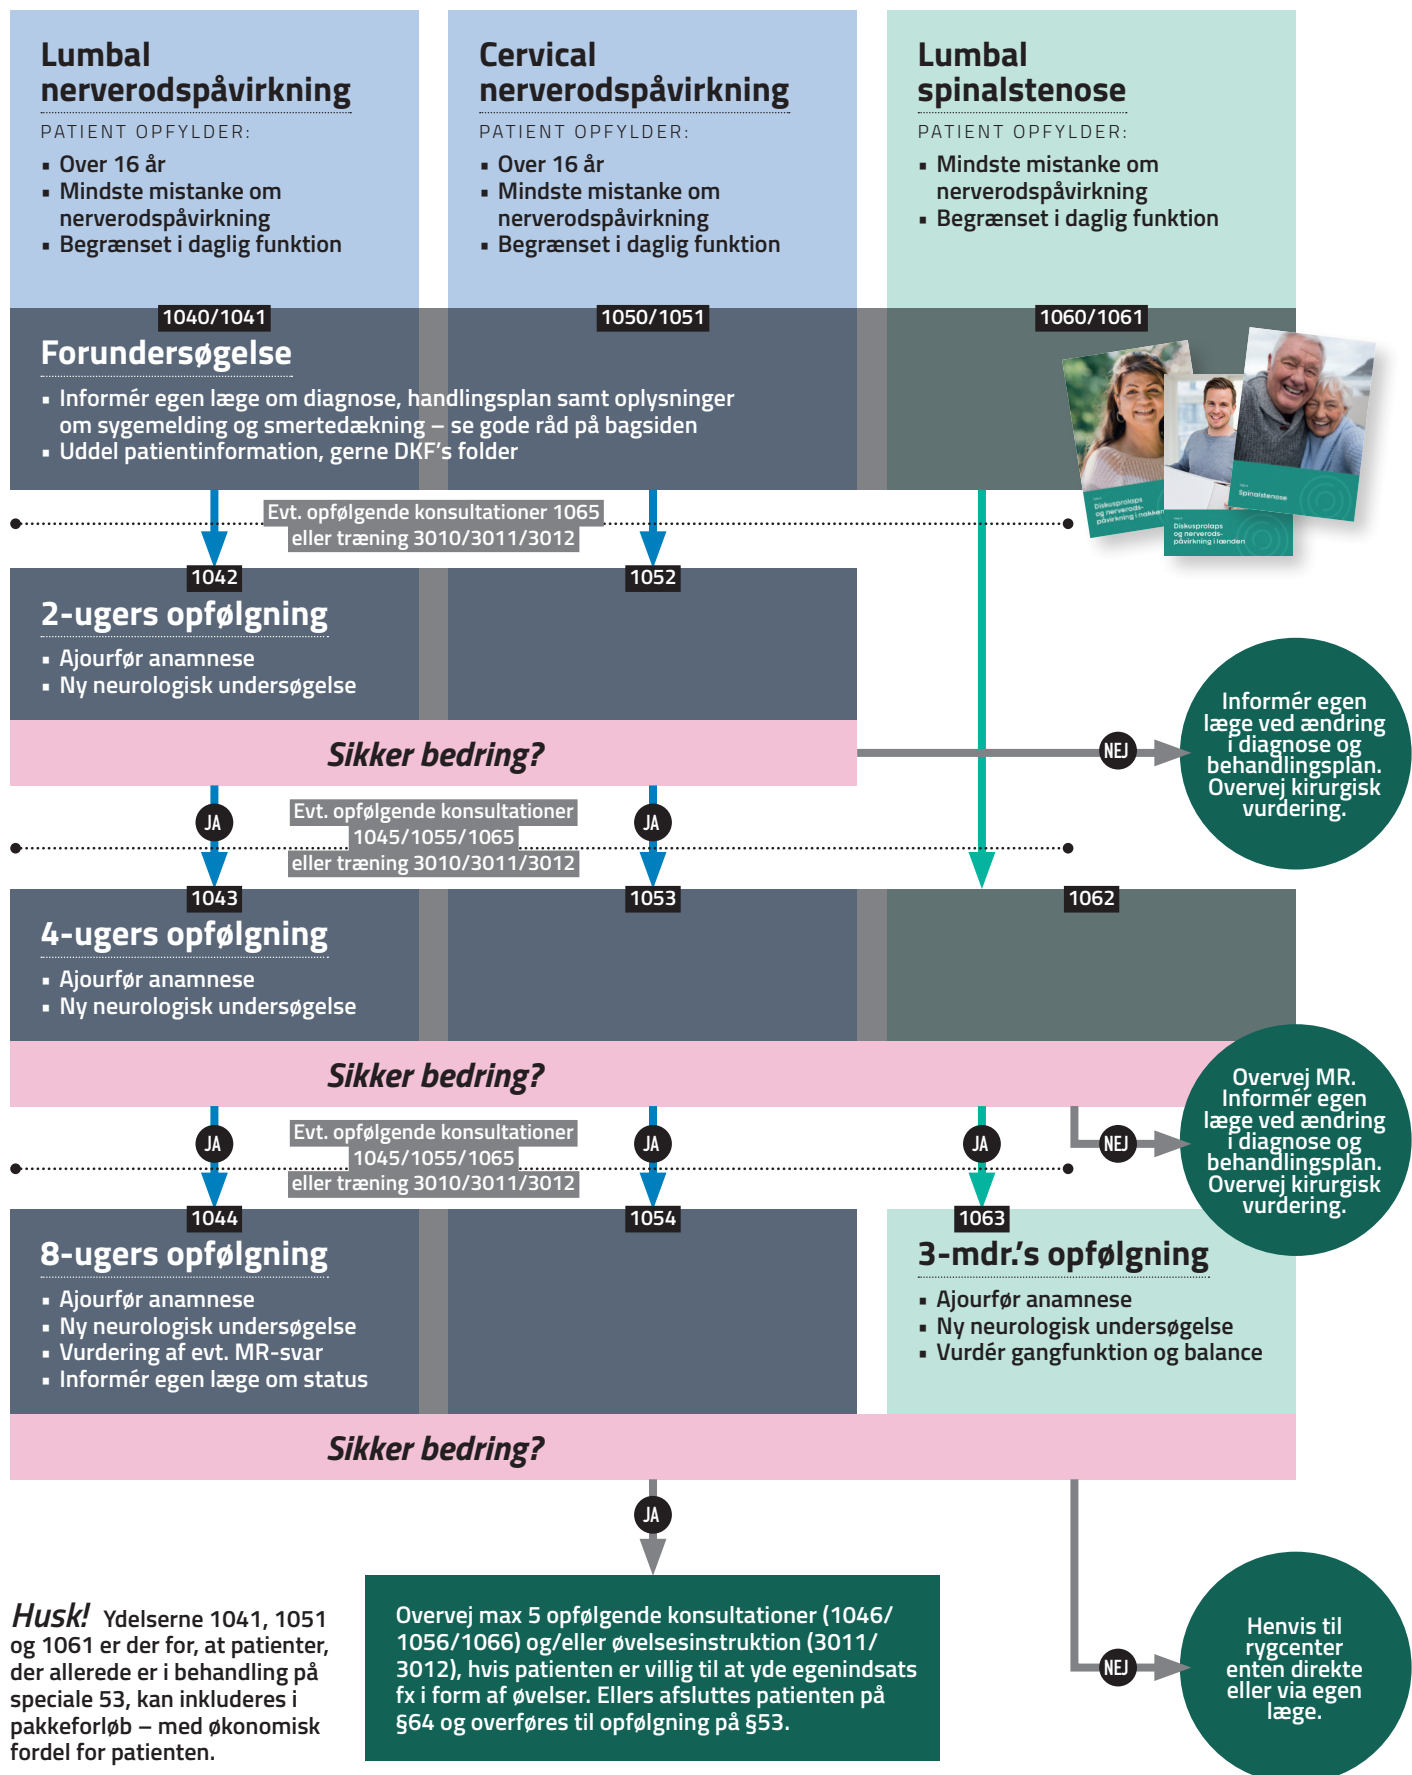 Lumbal
nerverodspåvirkning
PATIENT OPFYLDER:
▪ Over 16 år
▪ Mindste mistanke om
nerverodspåvirkning
▪ Begrænset i daglig funktion
Cervical
nerverodspåvirkning
PATIENT OPFYLDER:
▪ Over 16 år
▪ Mindste mistanke om
nerverodspåvirkning
▪ Begrænset i daglig funktion
Lumbal
spinalstenose
PATIENT OPFYLDER:
▪ Mindste mistanke om
nerverodspåvirkning
▪ Begrænset i daglig funktion
1040/1041
1050/1051
1060/1061
Forundersøgelse
▪ Informér egen læge om diagnose, handlingsplan samt oplysninger
om sygemelding og smertedækning – se gode råd på bagsiden
▪ Uddel patientinformation, gerne DKF's folder
Diskusprolaps
og nerverods-
påvirkning i nakken
Diskusprolaps
og nerverods-
påvirkning i lænden
Spinalstenose
Evt. opfølgende konsultationer 1065
eller træning 3010/3011/3012
1042
1052
2-ugers opfølgning
▪ Ajourfør anamnese
▪ Ny neurologisk undersøgelse
Sikker bedring?
NEJ
Informér egen
læge ved ændring
i diagnose og
behandlingsplan.
Overvej kirurgisk
vurdering.
JA
Evt. opfølgende konsultationer
1045/1055/1065
eller træning 3010/3011/3012
JA
1043
1053
1062
4-ugers opfølgning
▪ Ajourfør anamnese
▪ Ny neurologisk undersøgelse
Sikker bedring?
JA
Evt. opfølgende konsultationer
1045/1055/1065
eller træning 3010/3011/3012
JA
JA
NEJ
Overvej MR.
Informér egen
læge ved ændring
i diagnose og
behandlingsplan.
Overvej kirurgisk
vurdering.
1044
1054
1063
8-ugers opfølgning
▪ Ajourfør anamnese
▪ Ny neurologisk undersøgelse
▪ Vurdering af evt. MR-svar
▪ Informér egen læge om status
3-mdr.'s opfølgning
▪ Ajourfør anamnese
▪ Ny neurologisk undersøgelse
▪ Vurdér gangfunktion og balance
Sikker bedring?
JA
Husk! Ydelserne 1041, 1051
og 1061 er der for, at patienter,
der allerede er i behandling på
speciale 53, kan inkluderes i
pakkeforløb – med økonomisk
fordel for patienten.
Overvej max 5 opfølgende konsultationer (1046/
1056/1066) og/eller øvelsesinstruktion (3011/
3012), hvis patienten er villig til at yde egenindsats
fx i form af øvelser. Ellers afsluttes patienten på
§64 og overføres til opfølgning på §53.
NEJ
Henvis til
rygcenter
enten direkte
eller via egen
læge.